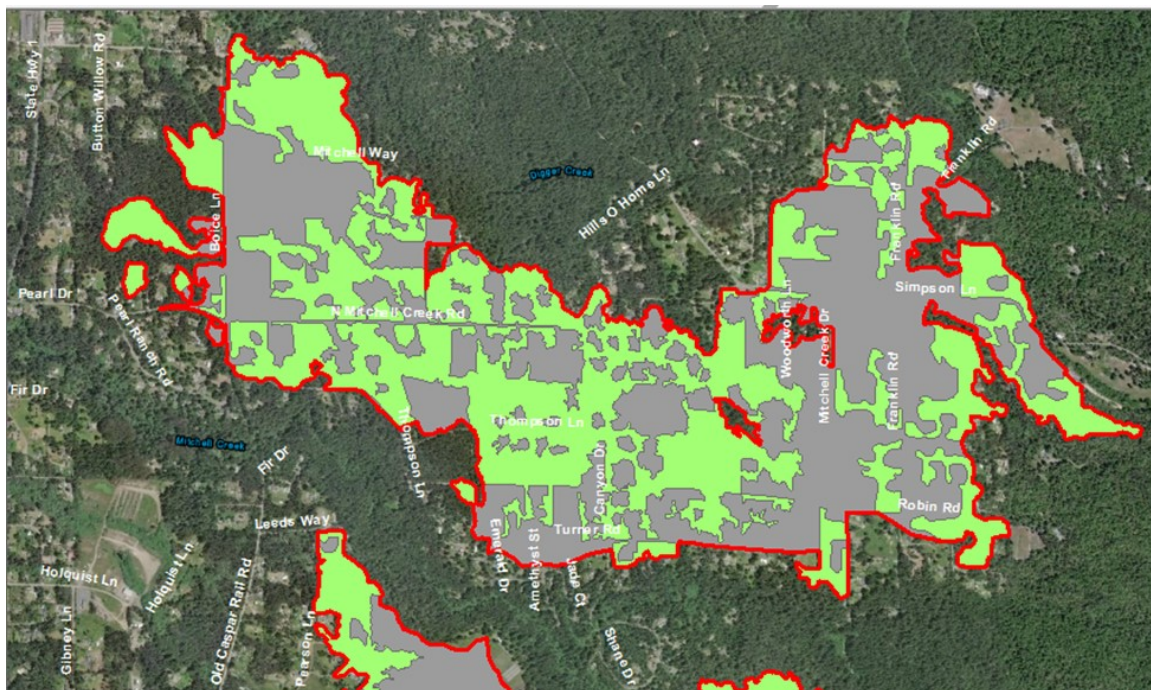 State Hwy 1
Button Willow Rd
Mitchell Way
Digger Creek
Hills O Home Ln
Franklin Rd
Franklin Rd
Boice Ln
Simpson Ln
Pearl Dr
Pearl Ranch Rd
N Mitchell Creek Rd
Woodworth Ln
Mitchell Creek Dr
Franklin Rd
Fir Dr
Thompson Ln
Thompson Ln
Mitchell Creek
Fir Dr
Canyon Dr
Robin Rd
Leeds Way
Turner Rd
Emerald Dr
Amethyst St
Jade Ct
Holquist Ln
Holquist Ln
Gibney Ln
Old Caspar Rail Rd
Pearson Ln
Shane Dr